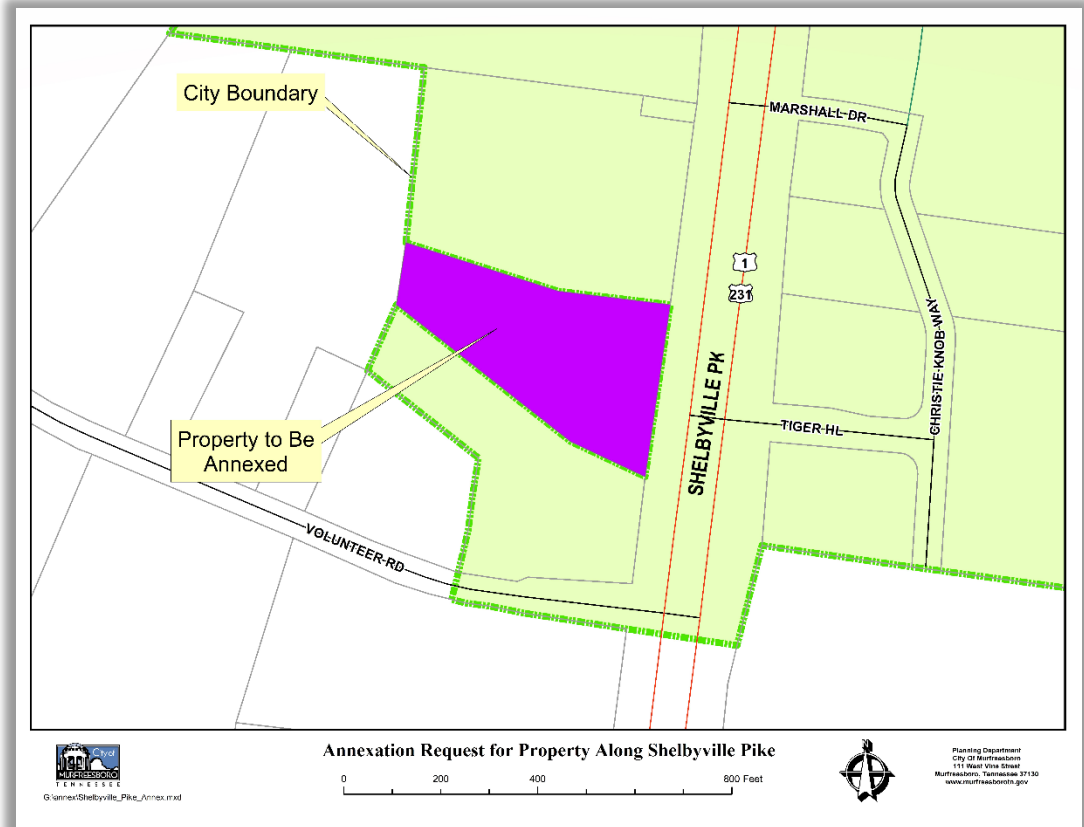 City Boundary
MARSHALL DR
1
231
CHRISTIE KNOB WAY
SHELBYVILLE PK
TIGER HL
Property to Be
Annexed
VOLUNTEER RD
City of
MURFREESBORO
TENNESSEE
G:\annex\Shelbyville_Pike_Annex.mxd
Annexation Request for Property Along Shelbyville Pike
0 200 400 800 Feet
Planning Department
City Of Murfreesboro
111 West Vine Street
Murfreesboro, Tennessee 37130
www.murfreesborotn.gov